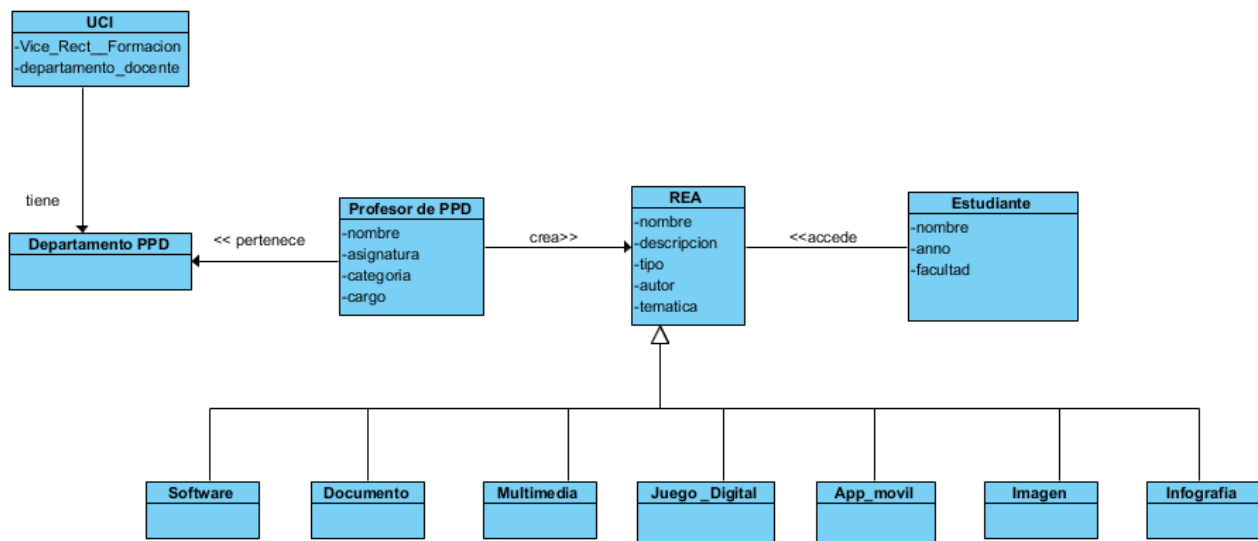 UCI
-Vice_Rect__Formacion
-departamento_docente
tiene
Departamento PPD
<< pertenece
Profesor de PPD
-nombre
-asignatura
-categoria
-cargo
crea>>
REA
-nombre
-descripcion
-tipo
-autor
-tematica
<<accede
Estudiante
-nombre
-anno
-facultad
Software
Documento
Multimedia
Juego _Digital
App_movil
Imagen
Infografia